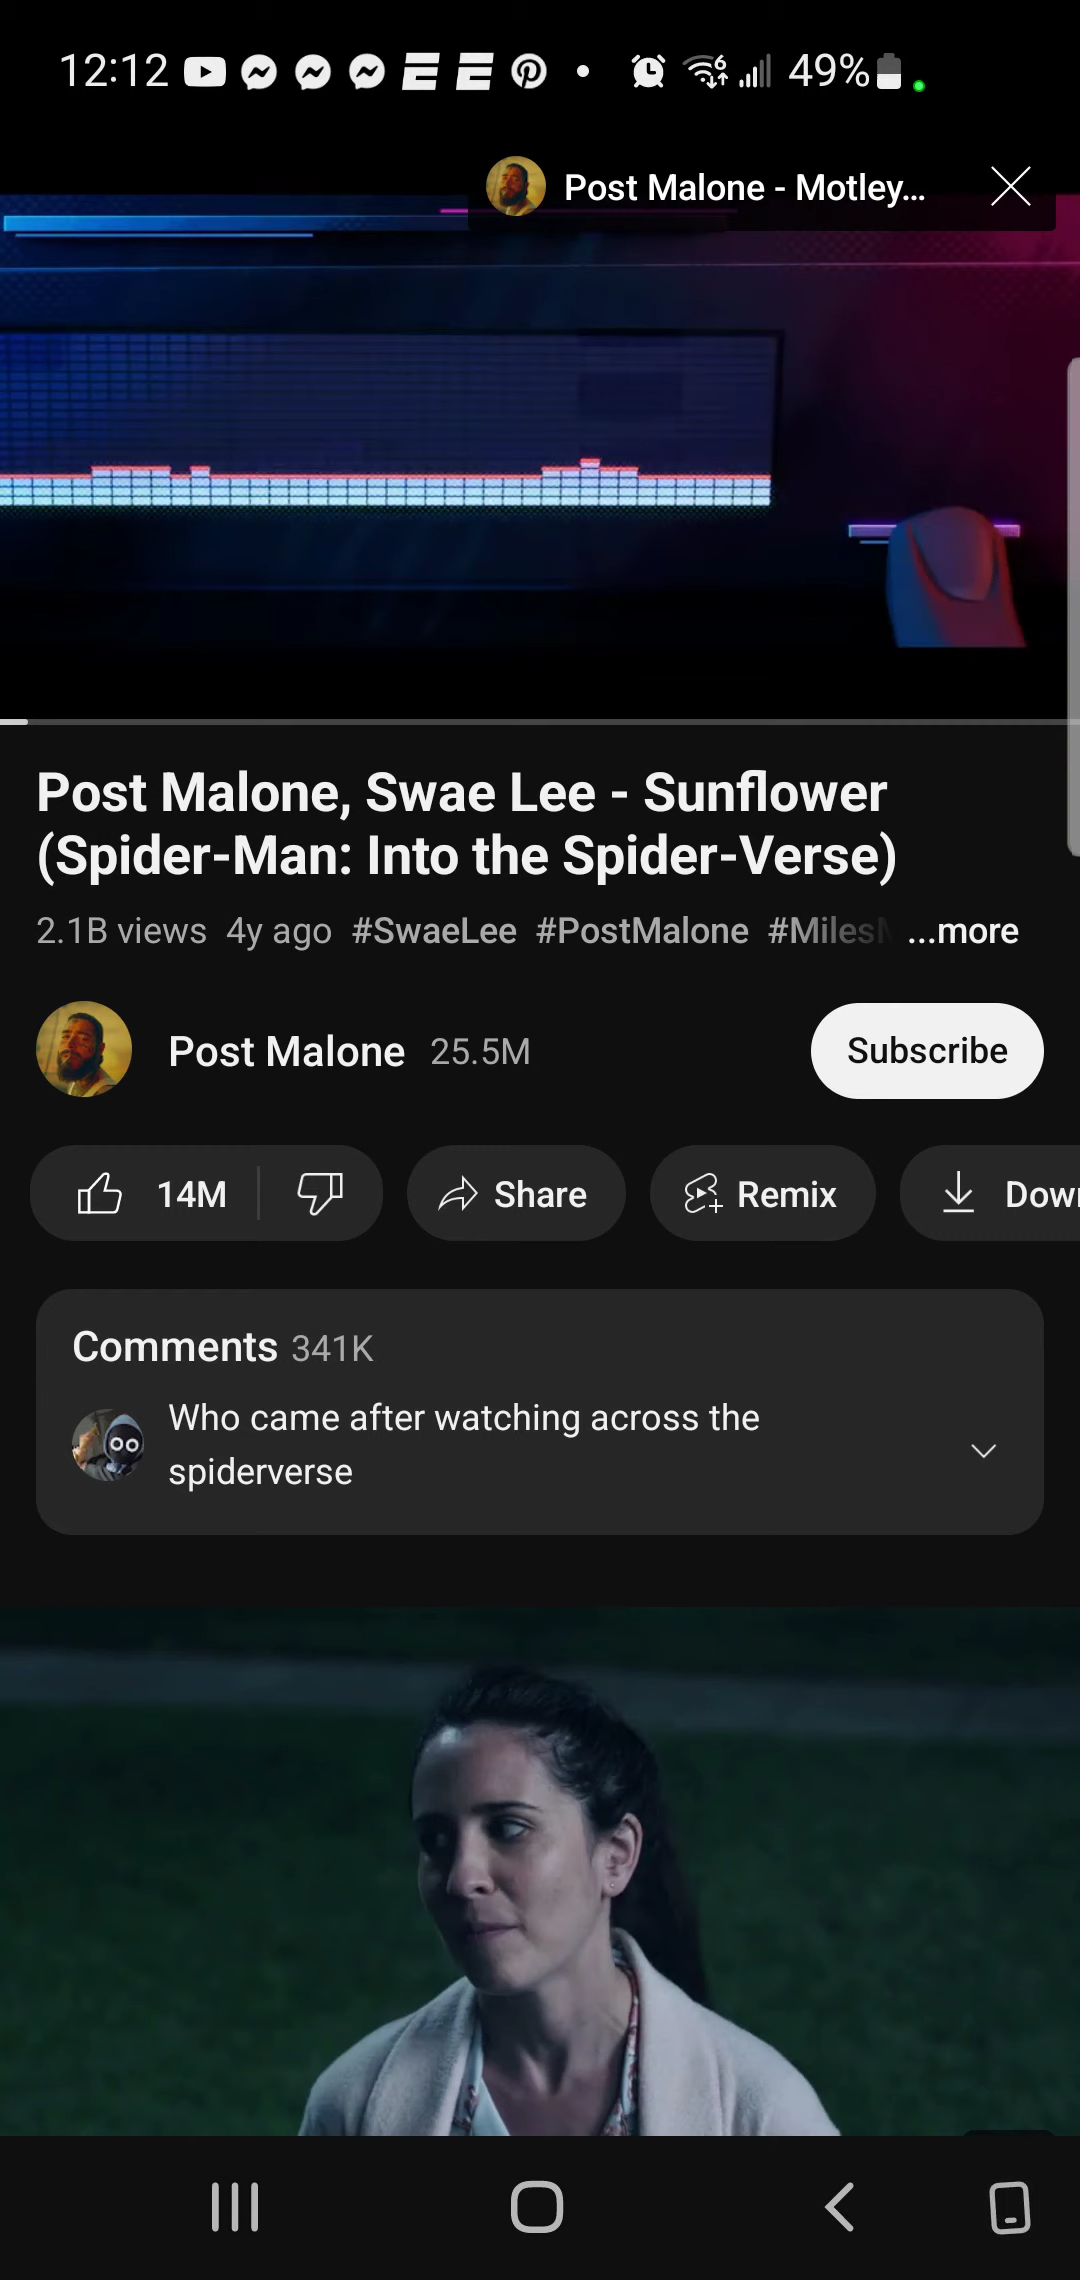 12:12 49%
Post Malone - Motley...
Post Malone, Swae Lee - Sunflower
(Spider-Man: Into the Spider-Verse)
2.1B views 4y ago #SwaeLee #PostMalone #MilesM ...more
Post Malone 25.5M Subscribe
14M Share Remix Down
Comments 341K
Who came after watching across the
spiderverse